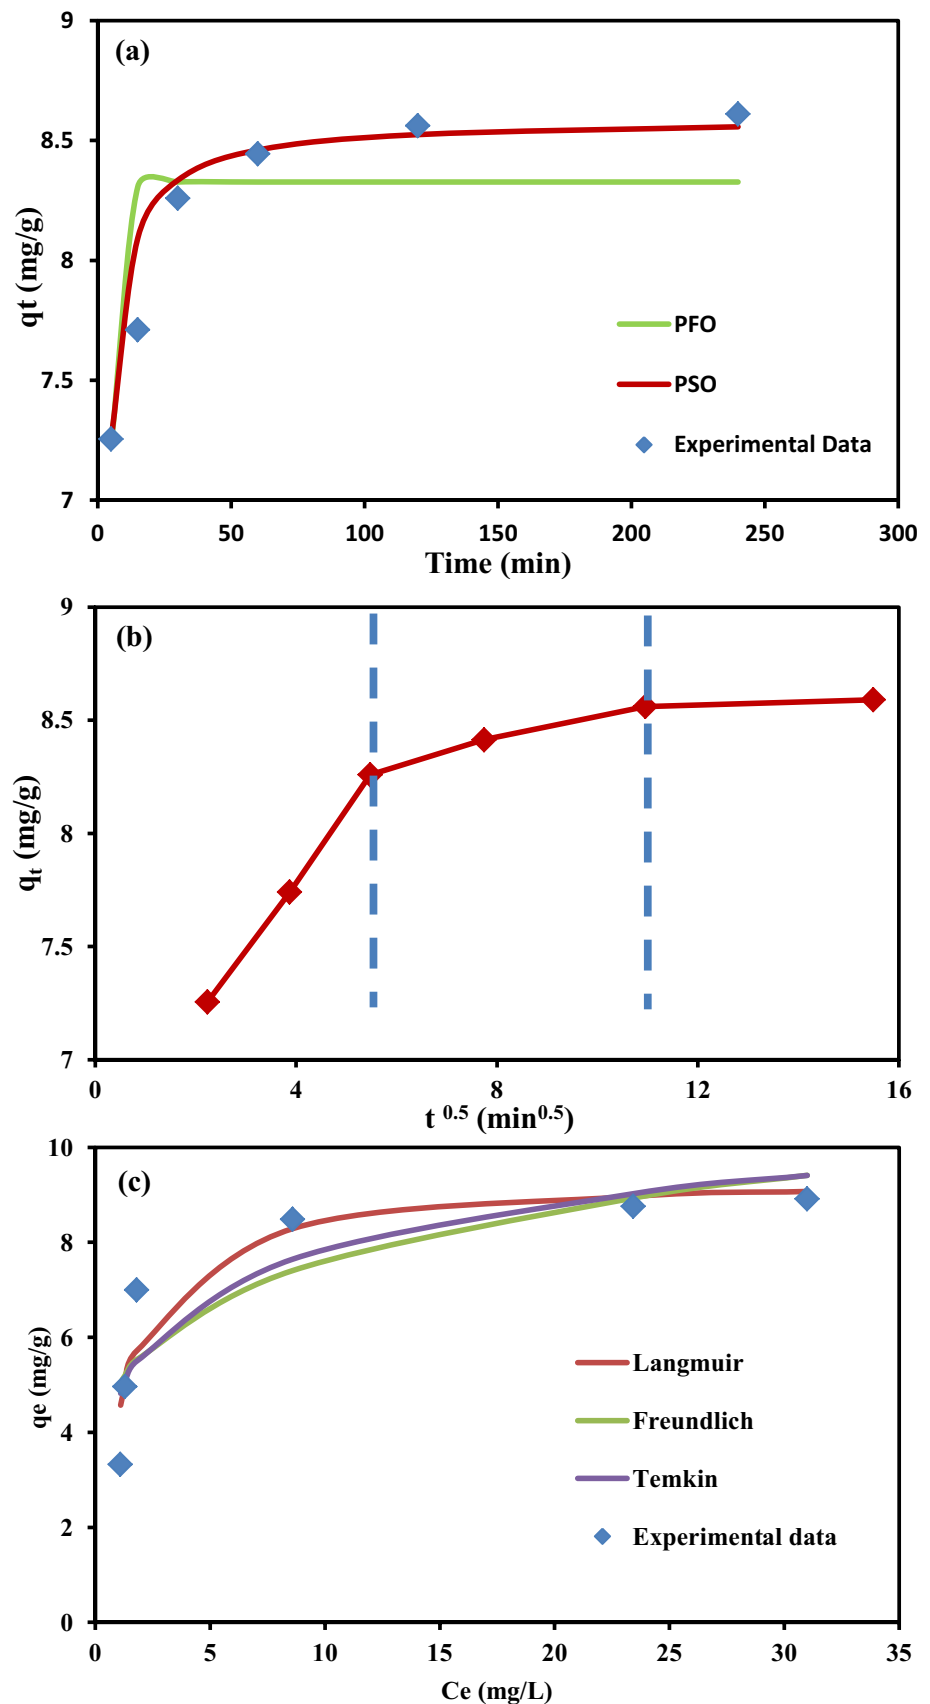 (a)
9
8.5
8
7.5
7
qt (mg/g)
PFO
PSO
Experimental Data
0 50 100 150 200 250 300
Time (min)
(b)
9
8.5
8
7.5
7
qt (mg/g)
0 4 8 12 16
t 0.5 (min0.5)
(c)
10
8
6
4
2
0
qe (mg/g)
Langmuir
Freundlich
Temkin
Experimental data
0 5 10 15 20 25 30 35
Ce (mg/L)